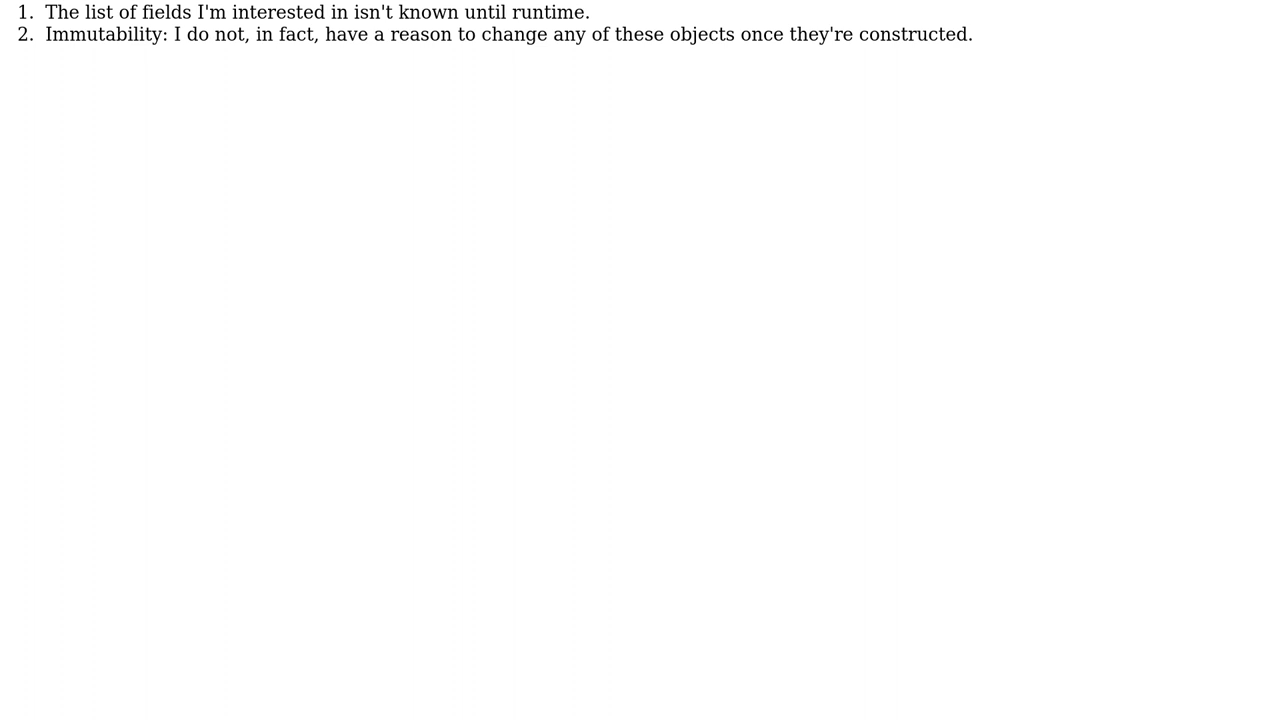 1. The list of fields I'm interested in isn't known until runtime.
2. Immutability: I do not, in fact, have a reason to change any of these objects once they're constructed.